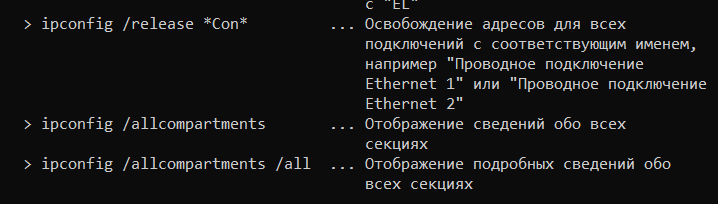 с "EL"
> ipconfig /release *Con* ... Освобождение адресов для всех
подключений с соответствующим именем,
например "Проводное подключение
Ethernet 1" или "Проводное подключение
Ethernet 2"
> ipconfig /allcompartments ... Отображение сведений обо всех
секциях
> ipconfig /allcompartments /all ... Отображение подробных сведений обо
всех секциях